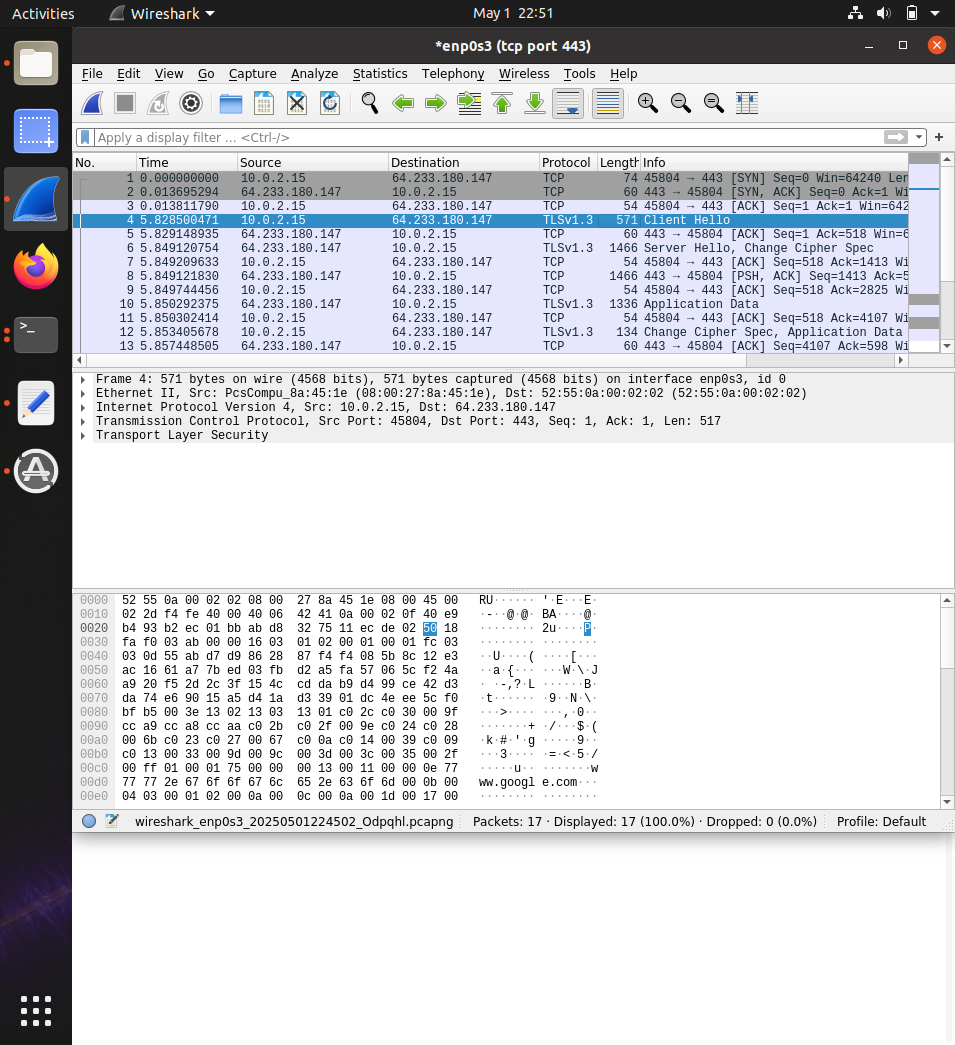 Activities Wireshark May 1 22:51
*enp0s3 (tcp port 443)
File Edit View Go Capture Analyze Statistics Telephony Wireless Tools Help
Apply a display filter … <Ctrl-/>
No. Time Source Destination Protocol Length Info
1 0.000000000 10.0.2.15 64.233.180.147 TCP 74 45804 → 443 [SYN] Seq=0 Win=64240 Len
2 0.013695294 64.233.180.147 10.0.2.15 TCP 60 443 → 45804 [SYN, ACK] Seq=0 Ack=1 Wi
3 0.013811790 10.0.2.15 64.233.180.147 TCP 54 45804 → 443 [ACK] Seq=1 Ack=1 Win=642
4 5.828500471 10.0.2.15 64.233.180.147 TLSv1.3 571 Client Hello
5 5.829148935 64.233.180.147 10.0.2.15 TCP 60 443 → 45804 [ACK] Seq=1 Ack=518 Win=6
6 5.849120754 64.233.180.147 10.0.2.15 TLSv1.3 1466 Server Hello, Change Cipher Spec
7 5.849209633 10.0.2.15 64.233.180.147 TCP 54 45804 → 443 [ACK] Seq=518 Ack=1413 Wi
8 5.849121830 64.233.180.147 10.0.2.15 TCP 1466 443 → 45804 [PSH, ACK] Seq=1413 Ack=5
9 5.849744456 10.0.2.15 64.233.180.147 TCP 54 45804 → 443 [ACK] Seq=518 Ack=2825 Wi
10 5.850292375 64.233.180.147 10.0.2.15 TLSv1.3 1336 Application Data
11 5.850302414 10.0.2.15 64.233.180.147 TCP 54 45804 → 443 [ACK] Seq=518 Ack=4107 Wi
12 5.853405678 10.0.2.15 64.233.180.147 TLSv1.3 134 Change Cipher Spec, Application Data
13 5.857448505 64.233.180.147 10.0.2.15 TCP 60 443 → 45804 [ACK] Seq=4107 Ack=598 Wi
Frame 4: 571 bytes on wire (4568 bits), 571 bytes captured (4568 bits) on interface enp0s3, id 0
Ethernet II, Src: PcsCompu_8a:45:1e (08:00:27:8a:45:1e), Dst: 52:55:0a:00:02:02 (52:55:0a:00:02:02)
Internet Protocol Version 4, Src: 10.0.2.15, Dst: 64.233.180.147
Transmission Control Protocol, Src Port: 45804, Dst Port: 443, Seq: 1, Ack: 1, Len: 517
Transport Layer Security
0000 52 55 0a 00 02 02 08 00 27 8a 45 1e 08 00 45 00 RU······ '·E···E·
0010 02 2d f4 fe 40 00 40 06 42 41 0a 00 02 0f 40 e9 ·-··@·@· BA····@·
0020 b4 93 b2 ec 01 bb ab d8 32 75 11 ec de 02 50 18 ········ 2u····P·
0030 fa f0 03 ab 00 00 16 03 01 02 00 01 00 01 fc 03 ········ ········
0040 03 0d 55 ab d7 d9 86 28 87 f4 f4 08 5b 8c 12 e3 ··U····( ····[···
0050 ac 16 61 a7 7b ed 03 fb d2 a5 fa 57 06 5c f2 4a ··a·{··· ···W·\·J
0060 a9 20 f5 2d 2c 3f 15 4c cd da b9 d4 99 ce 42 d3 · ·-,?·L ······B·
0070 da 74 e6 90 15 a5 d4 1a d3 39 01 dc 4e ee 5c f0 ·t······ ·9··N·\·
0080 bf b5 00 3e 13 02 13 03 13 01 c0 2c c0 30 00 9f ···>···· ···,·0··
0090 cc a9 cc a8 cc aa c0 2b c0 2f 00 9e c0 24 c0 28 ·······+ ·/···$·(
00a0 00 6b c0 23 c0 27 00 67 c0 0a c0 14 00 39 c0 09 ·k·#·'·g ·····9··
00b0 c0 13 00 33 00 9d 00 9c 00 3d 00 3c 00 35 00 2f ···3···· ·=·<·5·/
00c0 00 ff 01 00 01 75 00 00 00 13 00 11 00 00 0e 77 ·····u·· ·······w
00d0 77 77 2e 67 6f 6f 67 6c 65 2e 63 6f 6d 00 0b 00 ww.googl e.com···
00e0 04 03 00 01 02 00 0a 00 0c 00 0a 00 1d 00 17 00 ········ ········
wireshark_enp0s3_20250501224502_Odpqhl.pcapng Packets: 17 · Displayed: 17 (100.0%) · Dropped: 0 (0.0%) Profile: Default